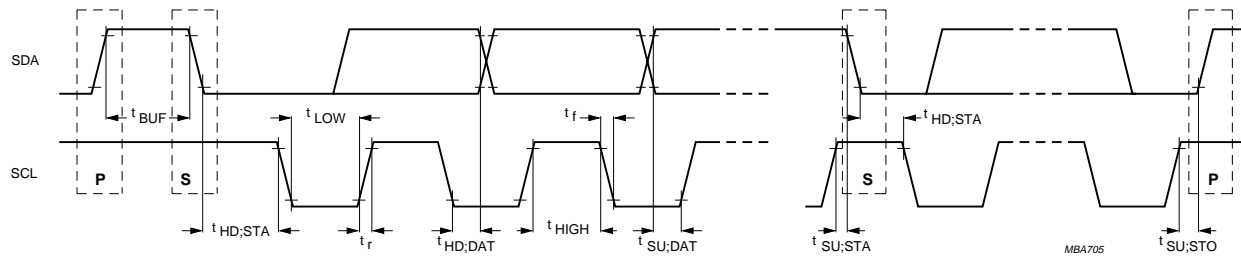 SDA
t BUF
t LOW
t f
t HD;STA
SCL
P
S
S
P
t HD;STA
t r
t HD;DAT
t HIGH
t SU;DAT
t SU;STA
MBA705
t SU;STO